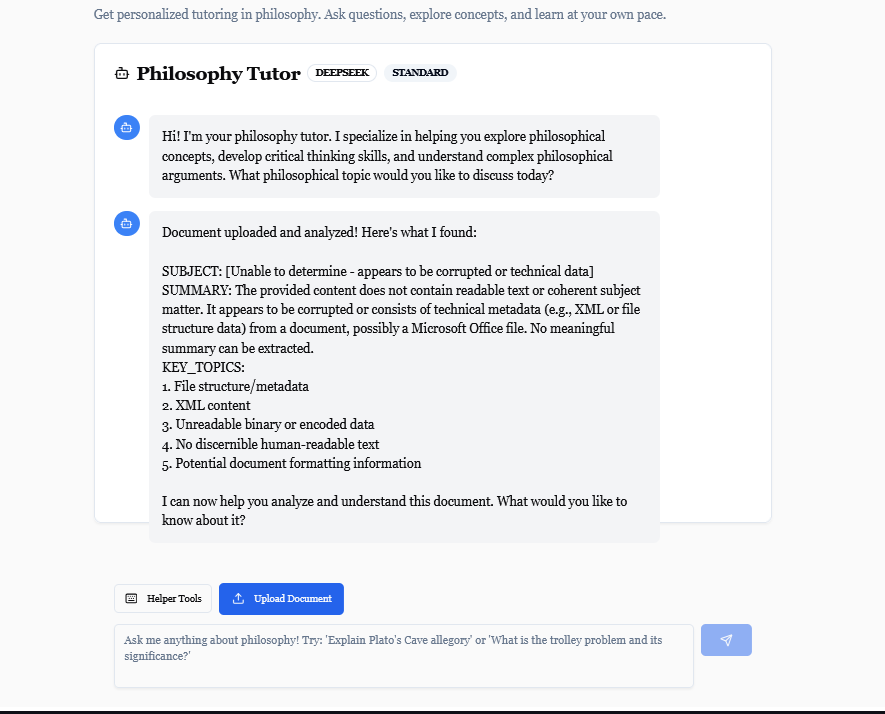 Get personalized tutoring in philosophy. Ask questions, explore concepts, and learn at your own pace.
Philosophy Tutor DEEPSEEK STANDARD
Hi! I'm your philosophy tutor. I specialize in helping you explore philosophical
concepts, develop critical thinking skills, and understand complex philosophical
arguments. What philosophical topic would you like to discuss today?
Document uploaded and analyzed! Here's what I found:
SUBJECT: [Unable to determine - appears to be corrupted or technical data]
SUMMARY: The provided content does not contain readable text or coherent subject
matter. It appears to be corrupted or consists of technical metadata (e.g., XML or file
structure data) from a document, possibly a Microsoft Office file. No meaningful
summary can be extracted.
KEY_TOPICS:
1. File structure/metadata
2. XML content
3. Unreadable binary or encoded data
4. No discernible human-readable text
5. Potential document formatting information
I can now help you analyze and understand this document. What would you like to
know about it?
Helper Tools Upload Document
Ask me anything about philosophy! Try: 'Explain Plato's Cave allegory' or 'What is the trolley problem and its
significance?'